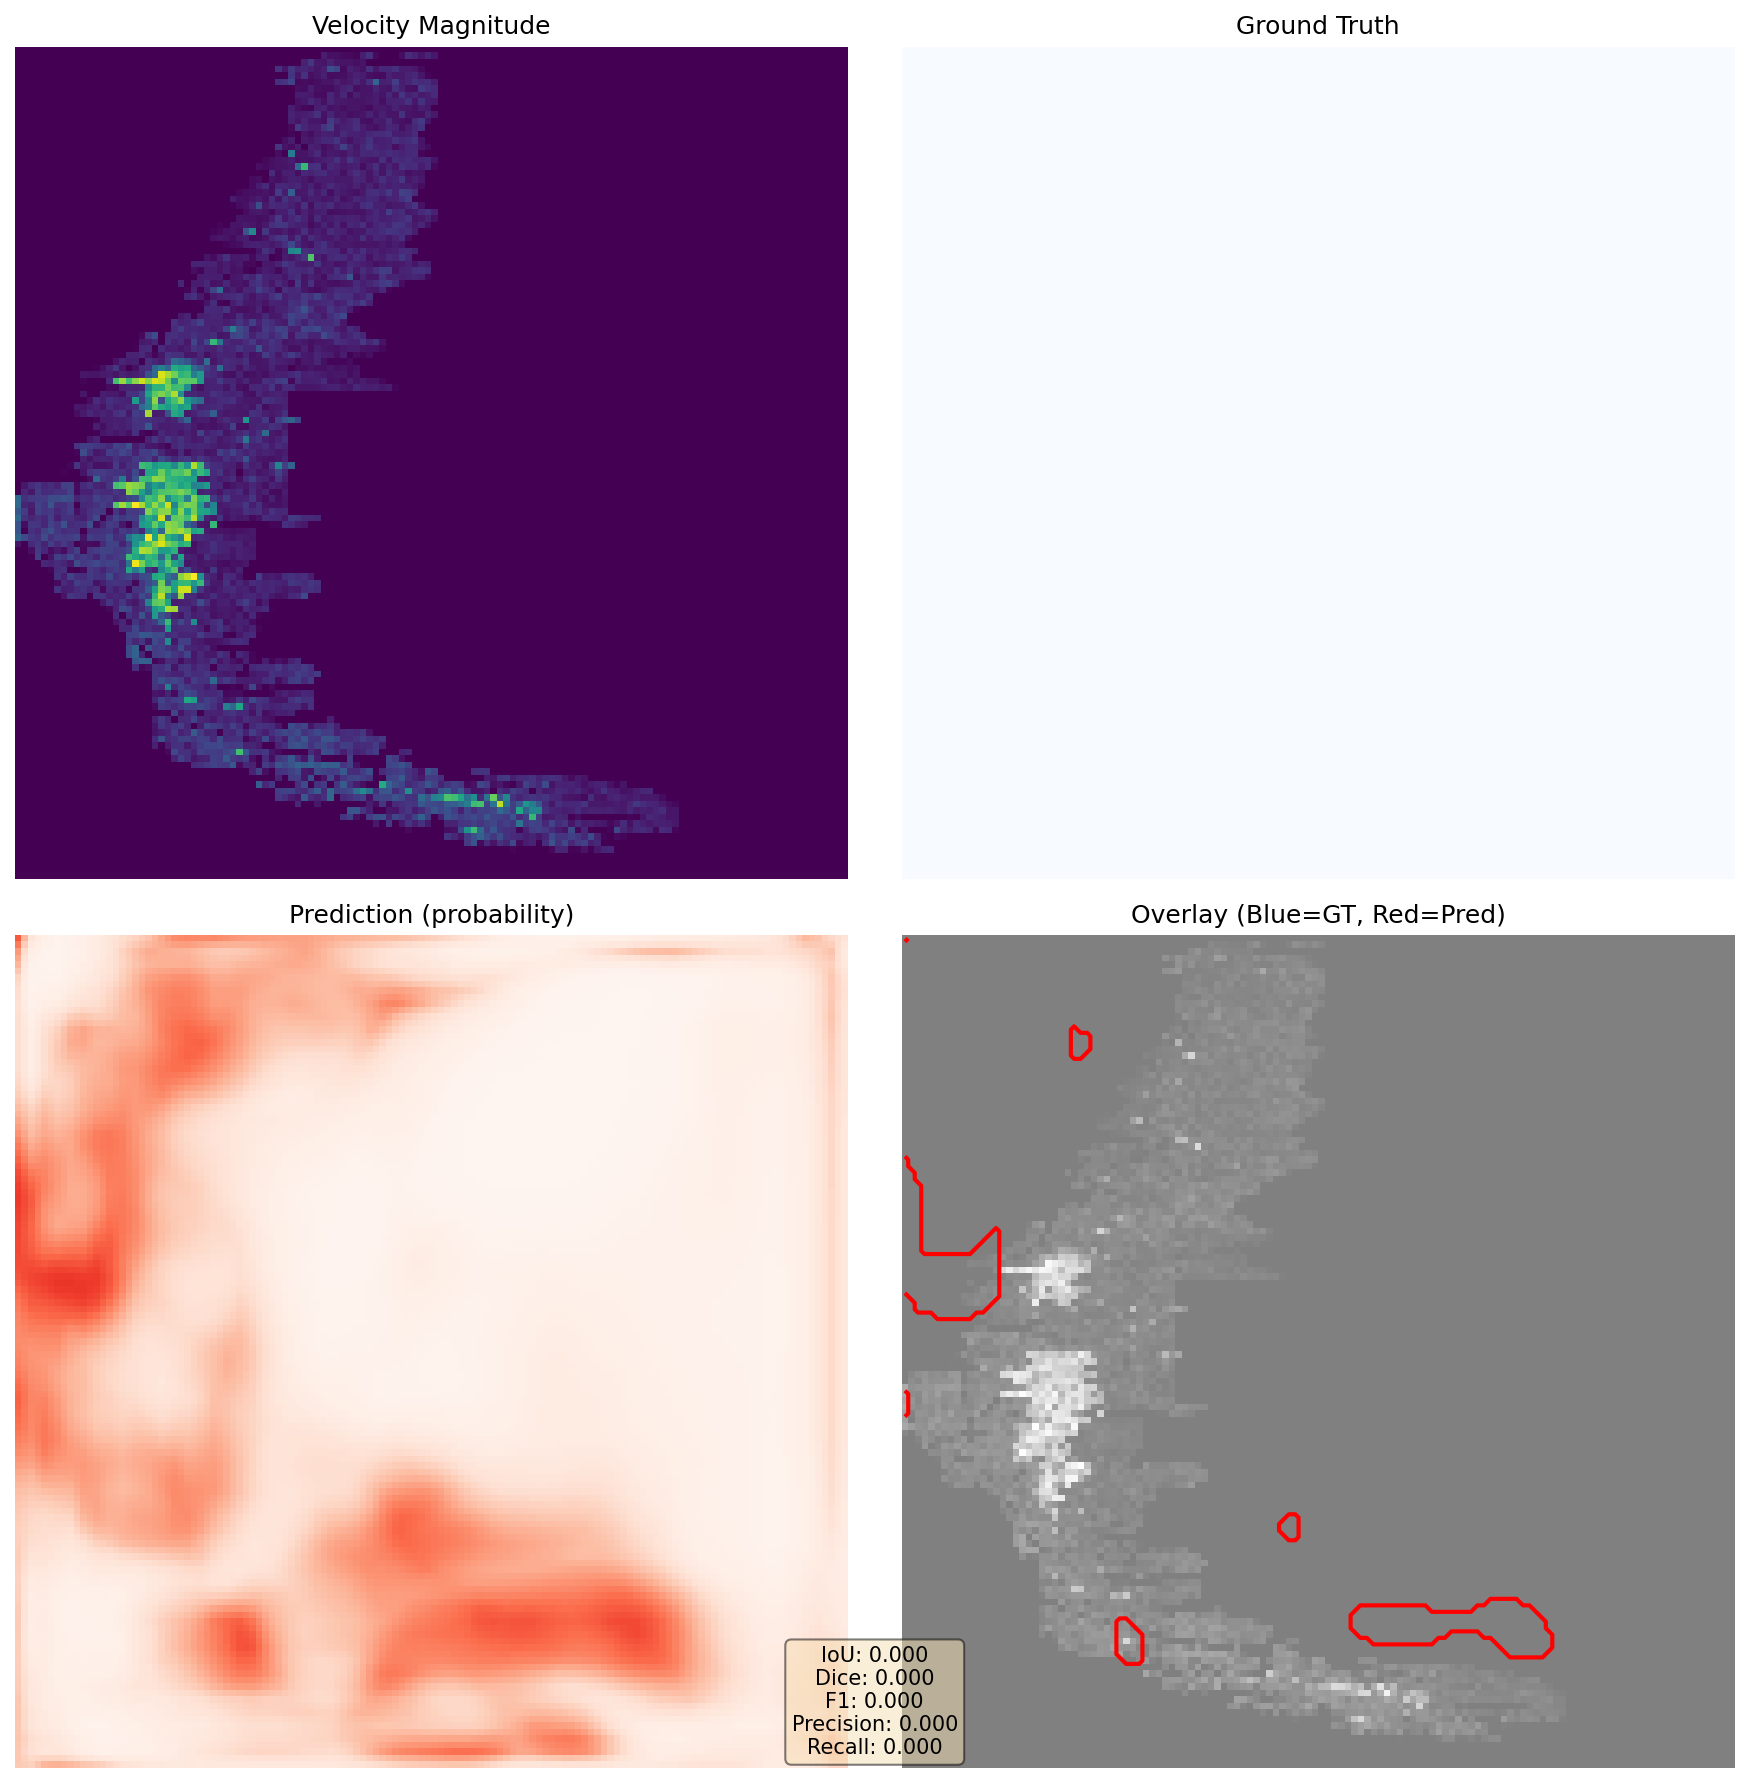 Velocity Magnitude
Ground Truth
Prediction (probability)
Overlay (Blue=GT, Red=Pred)
IoU: 0.000
Dice: 0.000
F1: 0.000
Precision: 0.000
Recall: 0.000